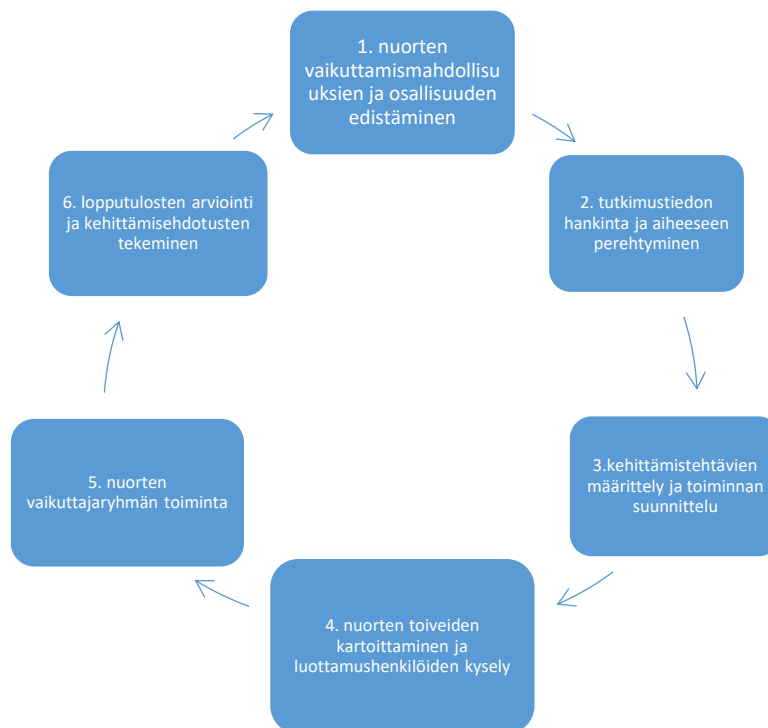 1. nuorten
vaikuttamismahdollisu
uksien ja osallisuuden
edistäminen
2. tutkimustiedon
hankinta ja aiheeseen
perehtyminen
3.kehittämistehtävien
määrittely ja toiminnan
suunnittelu
4. nuorten toiveiden
kartoittaminen ja
luottamushenkilöiden kysely
5. nuorten
vaikuttajaryhmän toiminta
6. lopputulosten arviointi
ja kehittämisehdotusten
tekeminen